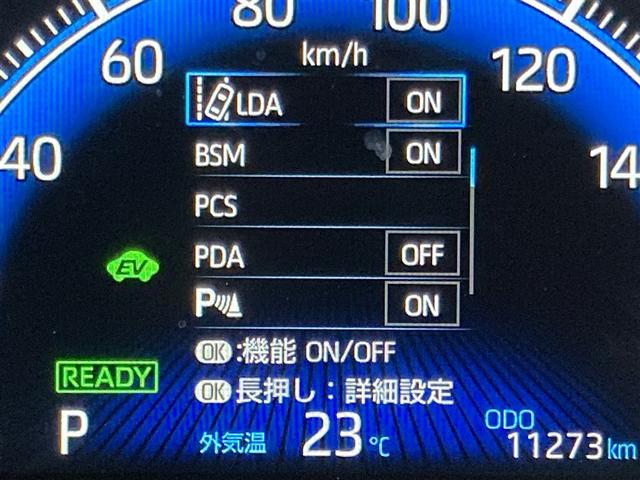 80 100
60 km/h 120
40 14
LDA ON
BSM ON
PCS
PDA OFF
EV
P ON
OK:機能 ON/OFF
READY
OK 長押し:詳細設定
P 外気温 23℃
ODO
11273km